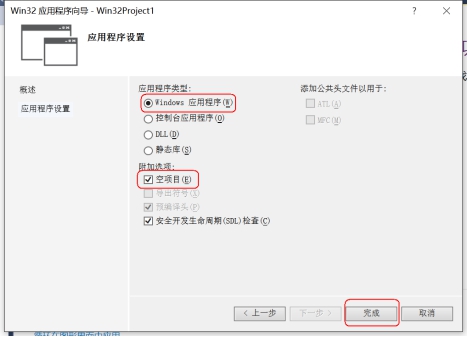 Win32 应用程序向导 - Win32Project1
? ×
应用程序设置
概述
应用程序设置
应用程序类型:
Windows 应用程序(W)
控制台应用程序(O)
DLL(D)
静态库(S)
附加选项:
空项目(E)
导出符号(X)
预编译头(P)
安全开发生命周期(SDL)检查(C)
添加公共头文件以用于:
ATL(A)
MFC(M)
< 上一步
下一步 >
完成
取消